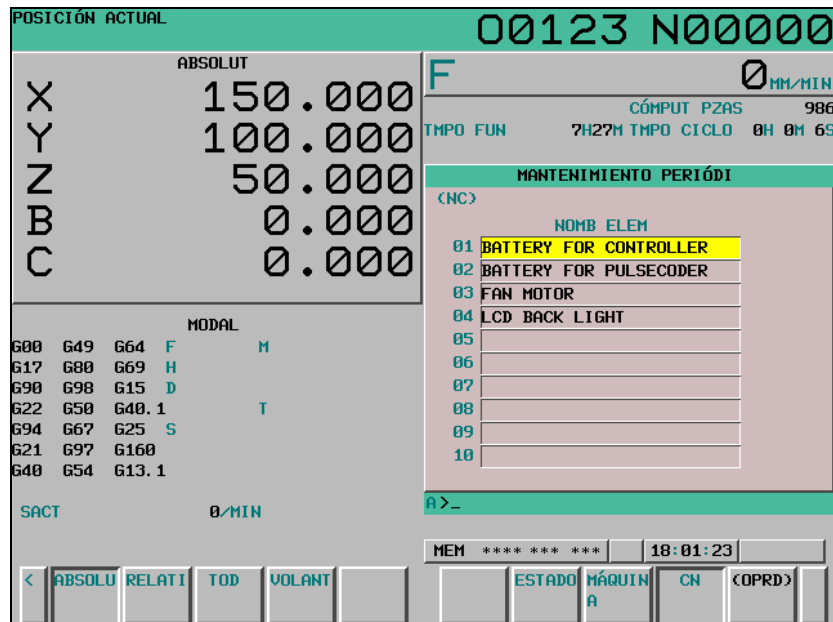 POSICIÓN ACTUAL
O0123 N00000
ABSOLUT
X 150.000
Y 100.000
Z 50.000
B 0.000
C 0.000
F 0 MM/MIN
CÓMPUT PZAS 986
TMPO FUN 7H27M TMPO CICLO 0H 0M 6S
MANTENIMIENTO PERIÓDI
(NC)
NOMB ELEM
01 BATTERY FOR CONTROLLER
02 BATTERY FOR PULSECODER
03 FAN MOTOR
04 LCD BACK LIGHT
05
06
07
08
09
10
MODAL
G00 G49 G64 F M
G17 G80 G69 H
G90 G98 G15 D
G22 G50 G40.1 T
G94 G67 G25 S
G21 G97 G160
G40 G54 G13.1
SACT 0/MIN
A>_
MEM **** *** *** 18:01:23
< ABSOLU RELATI TOD VOLANT ESTADO MÁQUIN CN (OPRD)
A